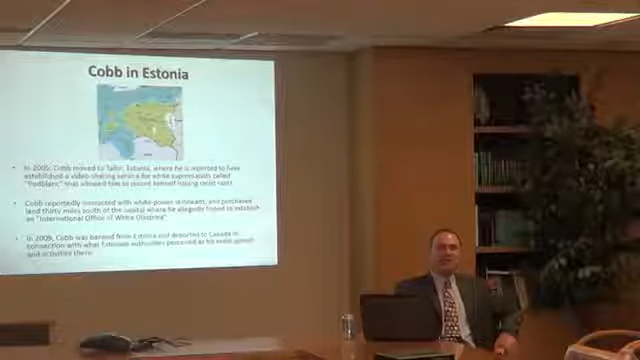 Cobb in Estonia
• In 2005, Cobb moved to Tallin, Estonia, where he is reported to have
established a video-sharing service for white supremacists called
"Podblanc" that allowed him to record himself making racist rants
Cobb reportedly interacted with white power skinheads, and purchased
land thirty miles south of the capital where he allegedly hoped to establish
an "International Office of White Diaspora"
• In 2009, Cobb was banned from Estonia and deported to Canada in
connection with what Estonian authorities perceived as his racist speech
and activities there.